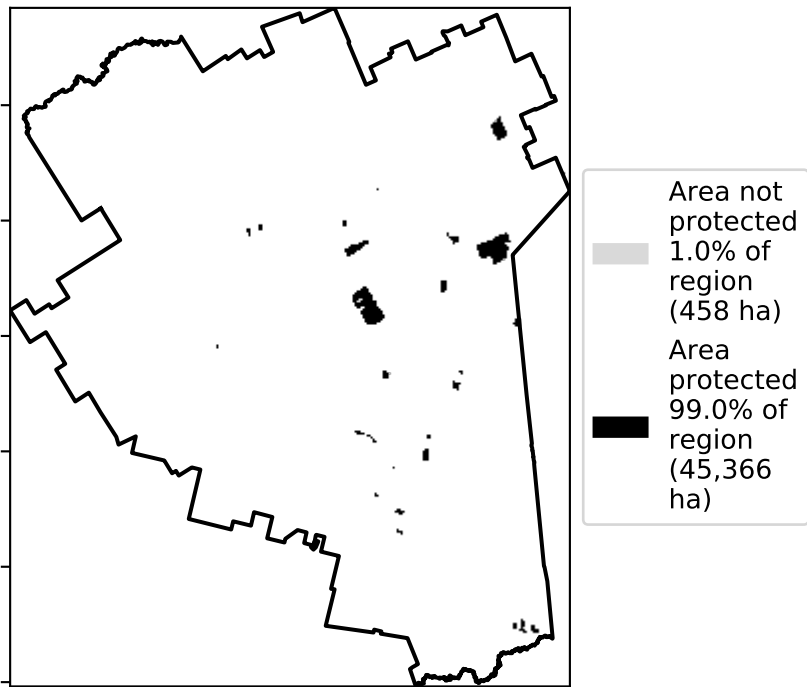 Area not
protected
1.0% of
region
(458 ha)
Area
protected
99.0% of
region
(45,366
ha)